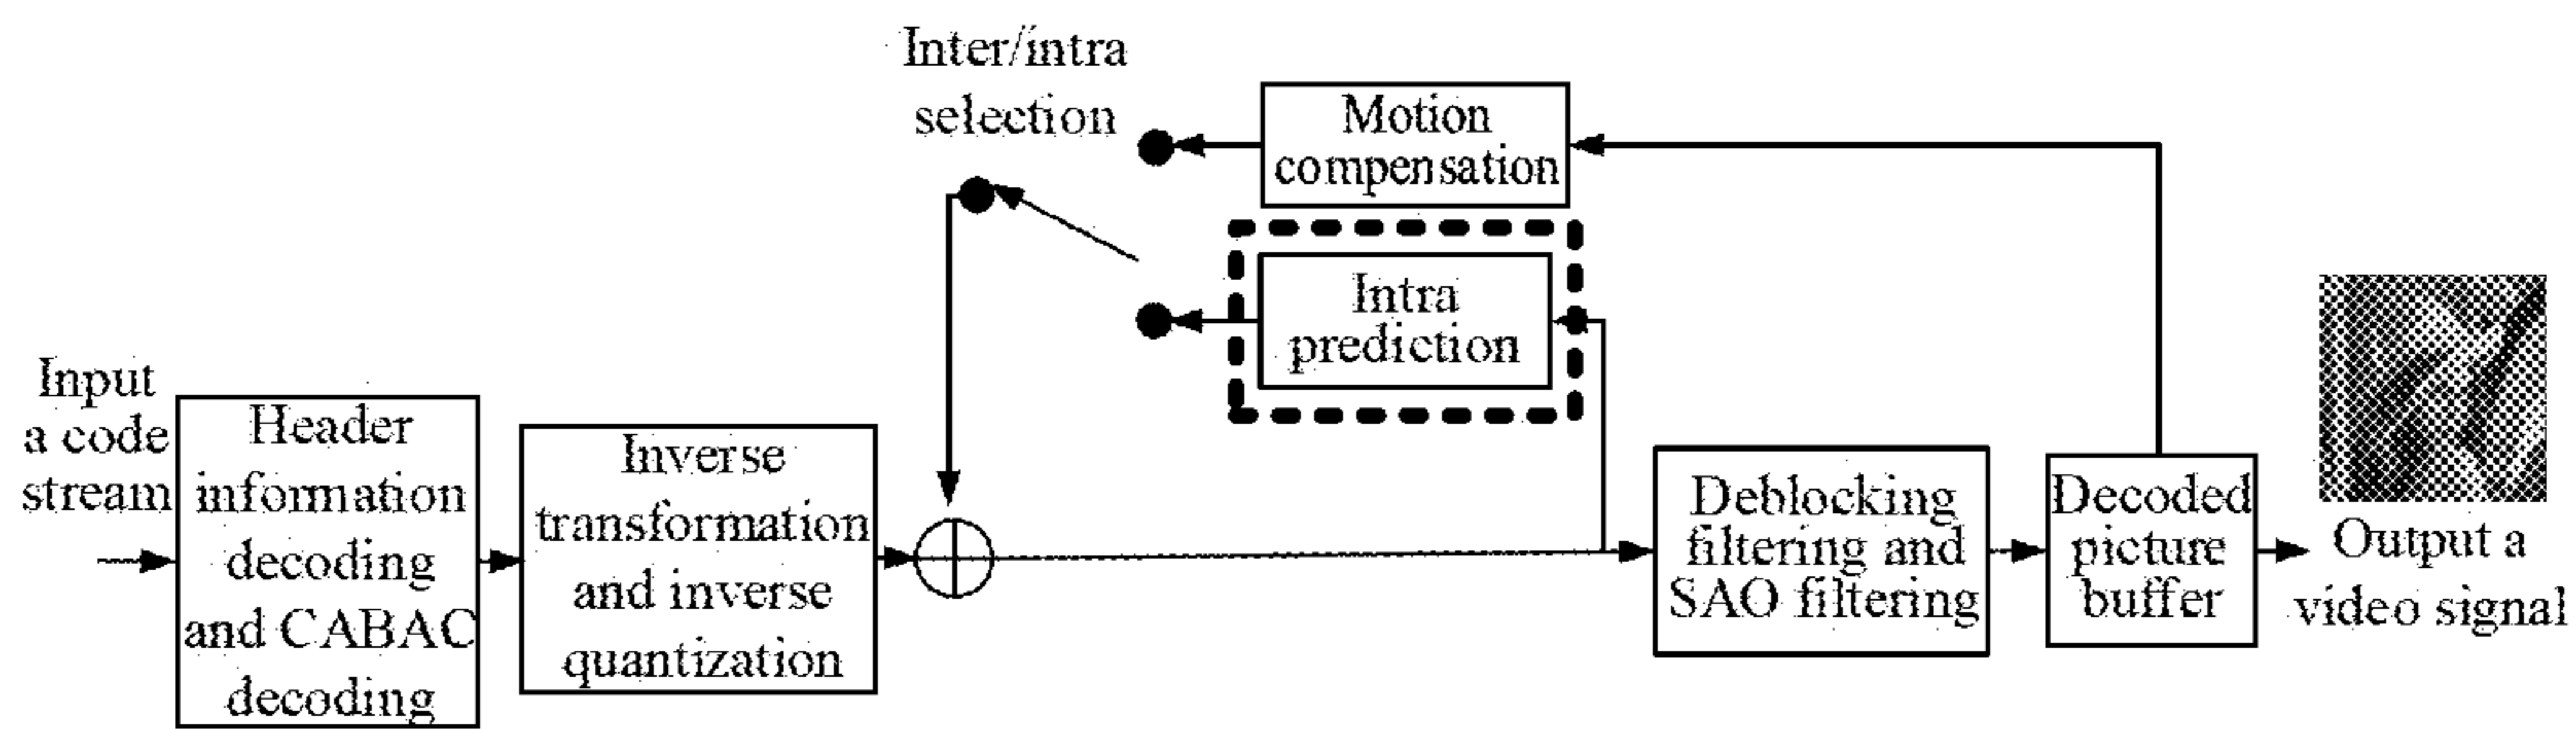 Inter/intra
selection
Motion
compensation
Intra
prediction
Input
a code
stream
Header
information
decoding
and CABAC
decoding
Inverse
transformation
and inverse
quantization
Deblocking
filtering and
SAO filtering
Decoded
picture
buffer
Output a
video signal